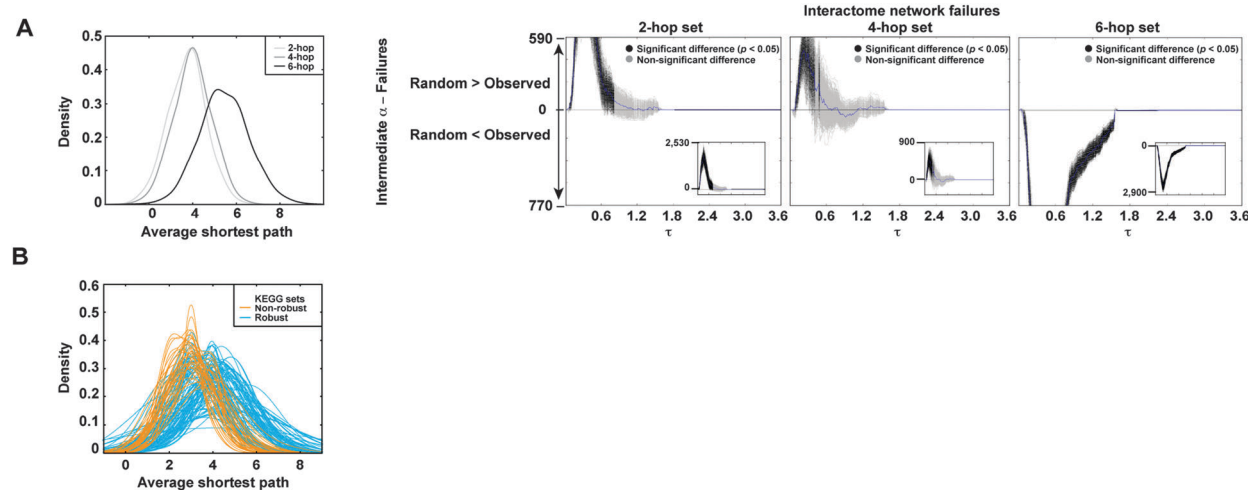 A
Density
0.5
0.4
0.3
0.2
0.1
0
2-hop
4-hop
6-hop
0 4 6 8
Average shortest path
Interactome network failures
2-hop set 4-hop set 6-hop set
Intermediate α – Failures
590
Random > Observed
0
Random < Observed
770
Significant difference (p < 0.05)
Non-significant difference
2,530
0
0.6 1.2 1.8 2.4 3.0 3.6
τ
Significant difference (p < 0.05)
Non-significant difference
900
0
0.6 1.2 1.8 2.4 3.0 3.6
τ
Significant difference (p < 0.05)
Non-significant difference
0
2,900
0.6 1.2 1.8 2.4 3.0 3.6
τ
B
Density
0.6
0.5
0.4
0.3
0.2
0.1
0
KEGG sets
Non-robust
Robust
0 2 4 6 8
Average shortest path